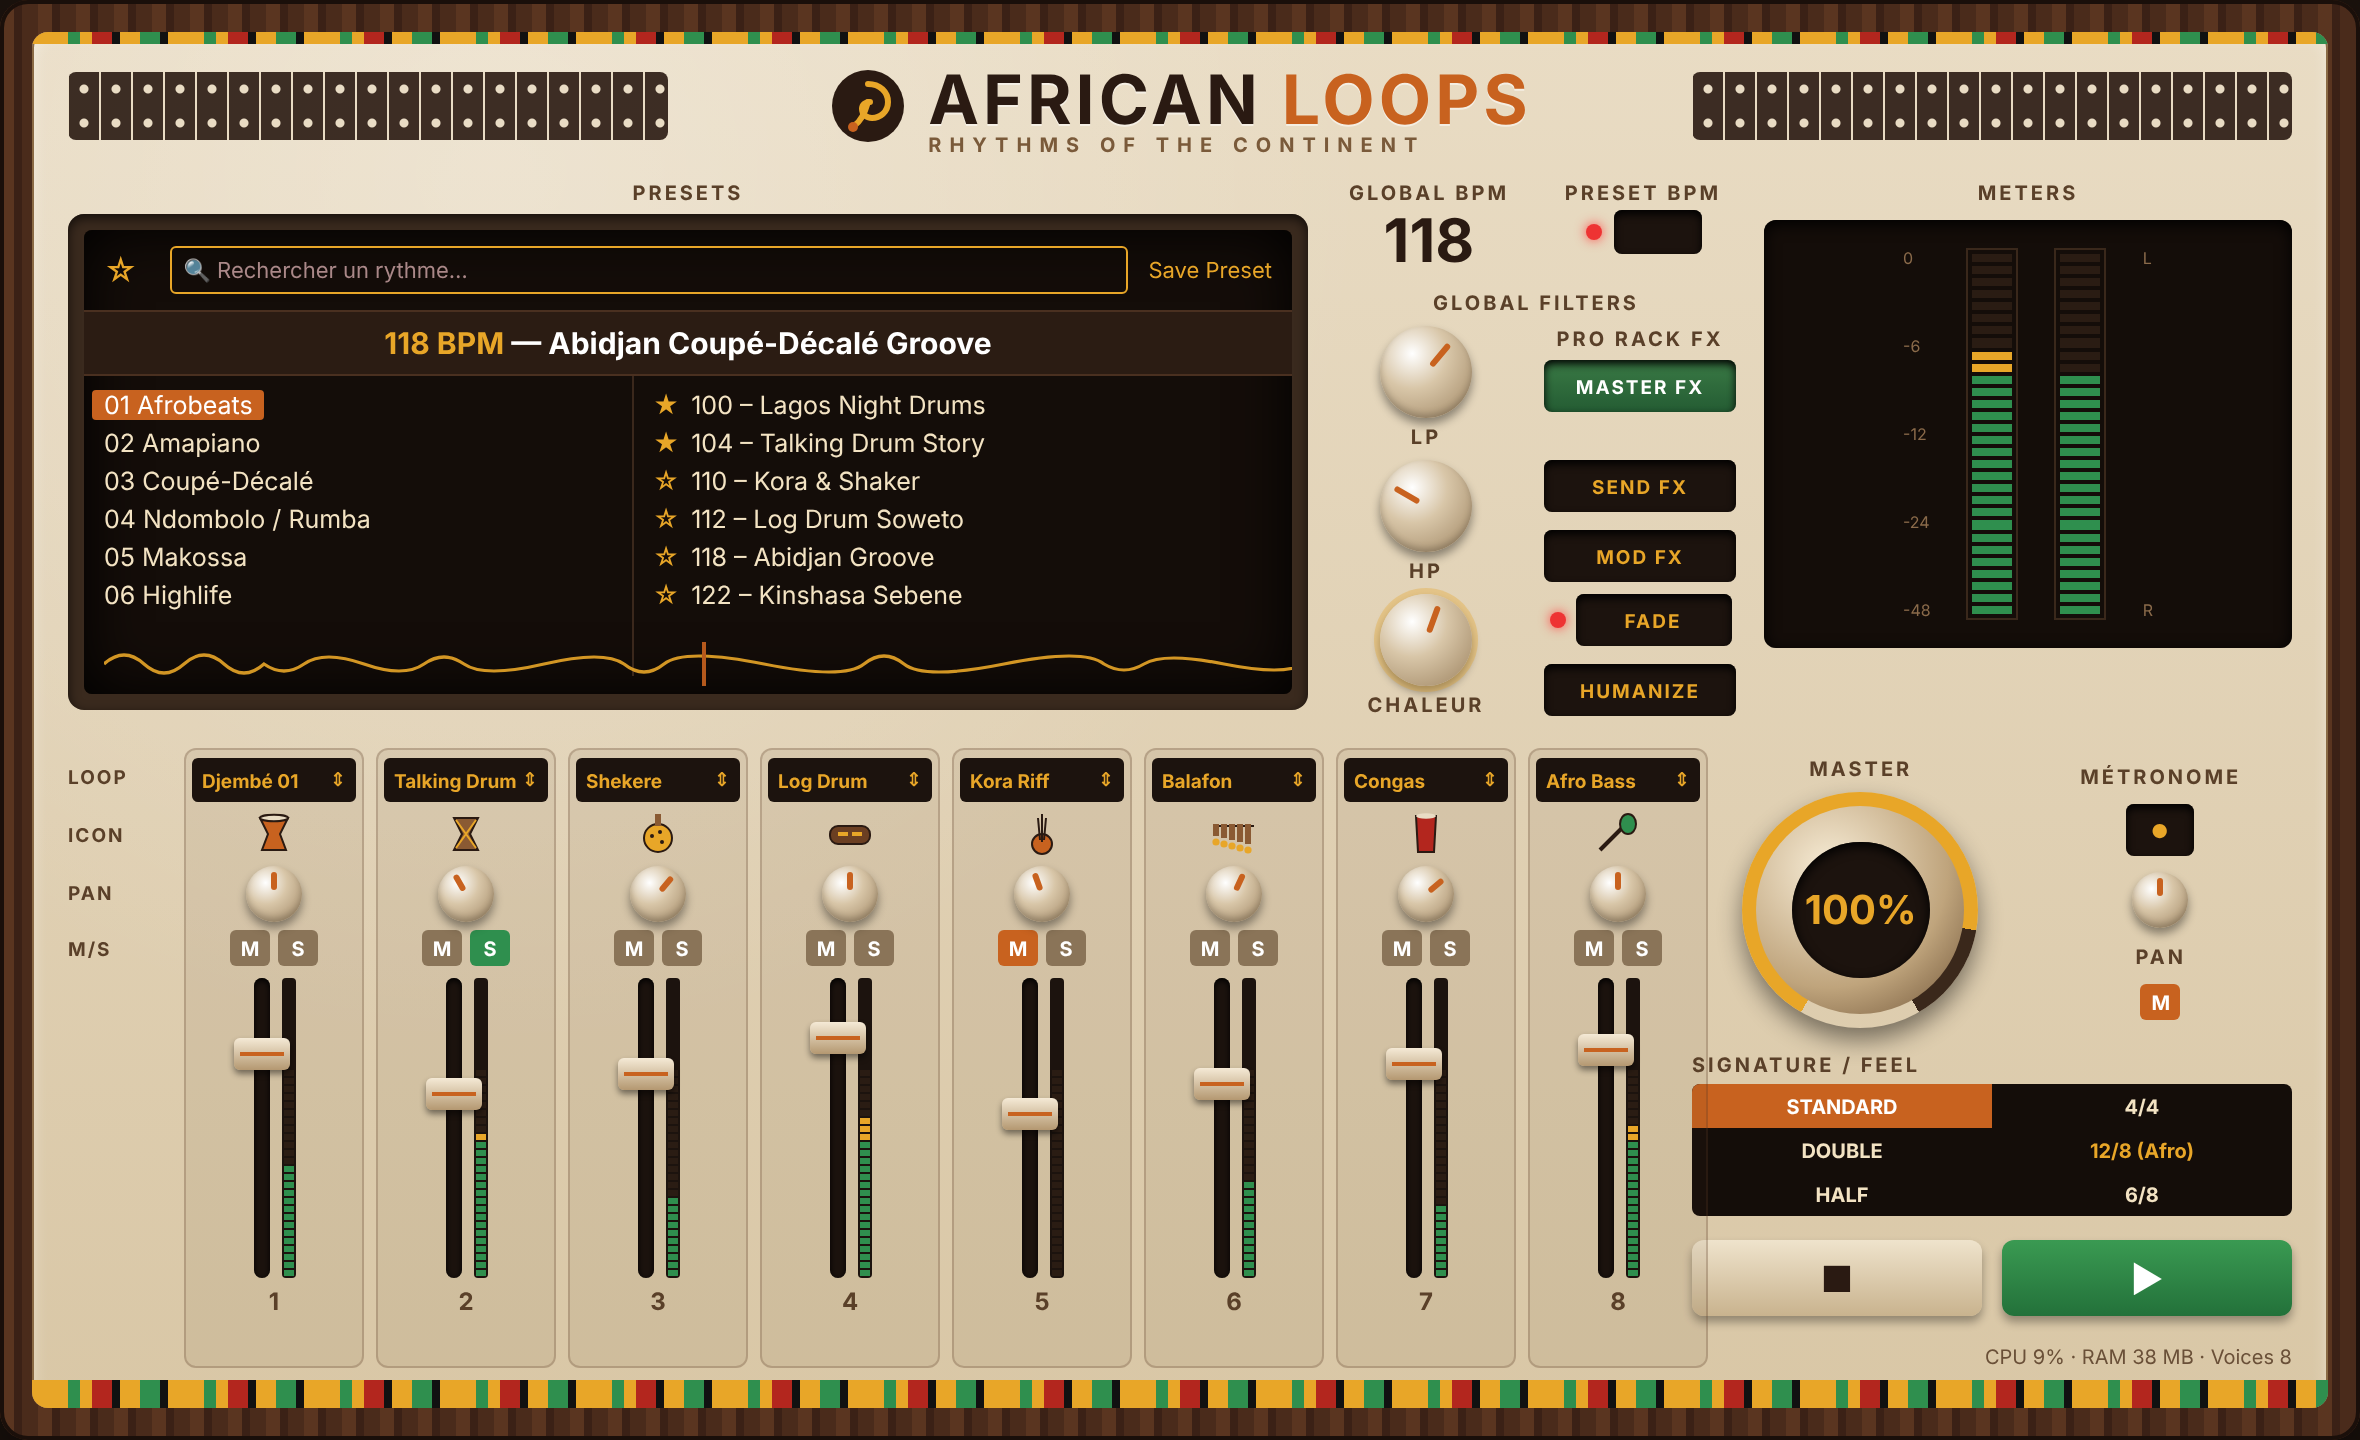 AFRICAN LOOPS
RHYTHMS OF THE CONTINENT
PRESETS
☆
🔍 Rechercher un rythme...
Save Preset
118 BPM — Abidjan Coupé-Décalé Groove
01 Afrobeats
02 Amapiano
03 Coupé-Décalé
04 Ndombolo / Rumba
05 Makossa
06 Highlife
★ 100 – Lagos Night Drums
★ 104 – Talking Drum Story
☆ 110 – Kora & Shaker
☆ 112 – Log Drum Soweto
☆ 118 – Abidjan Groove
☆ 122 – Kinshasa Sebene
GLOBAL BPM
118
PRESET BPM
GLOBAL FILTERS
LP
HP
CHALEUR
PRO RACK FX
MASTER FX
SEND FX
MOD FX
FADE
HUMANIZE
METERS
0
-6
-12
-24
-48
L
R
LOOP
Djembé 01 ⇕
Talking Drum ⇕
Shekere ⇕
Log Drum ⇕
Kora Riff ⇕
Balafon ⇕
Congas ⇕
Afro Bass ⇕
ICON
PAN
M/S
M S
M S
M S
M S
M S
M S
M S
M S
1
2
3
4
5
6
7
8
MASTER
100%
MÉTRONOME
PAN
M
SIGNATURE / FEEL
STANDARD 4/4
DOUBLE 12/8 (Afro)
HALF 6/8
CPU 9% · RAM 38 MB · Voices 8